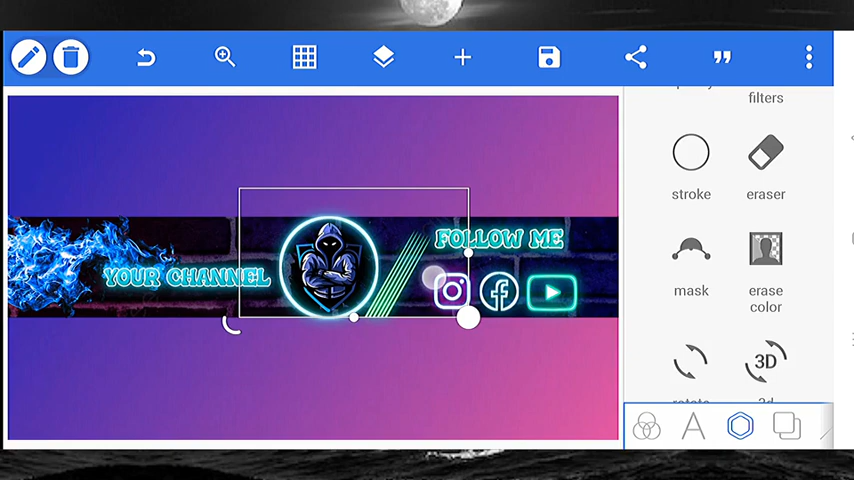 filters
stroke
eraser
mask
erase
color
3D
FOLLOW ME
YOUR CHANNEL